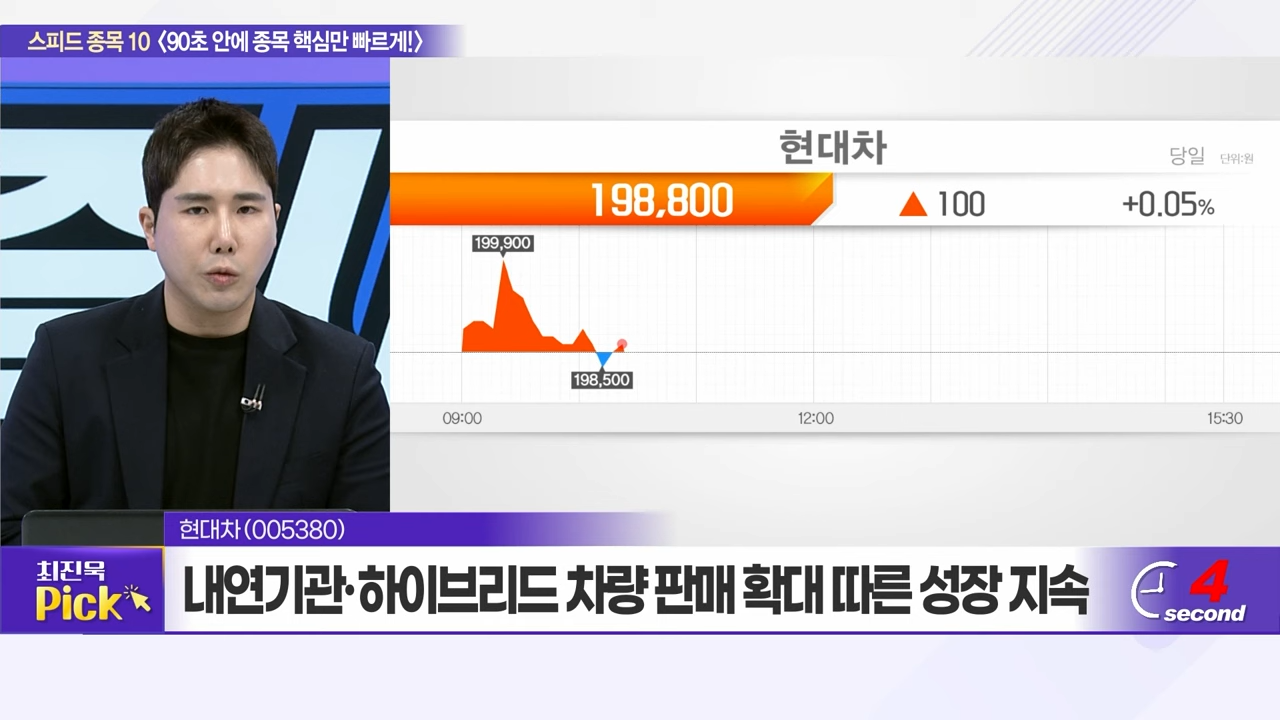 스피드 종목 10 〈90초 안에 종목 핵심만 빠르게!〉
현대차
당일 단위:원
198,800 ▲ 100 +0.05%
199,900
198,500
09:00 12:00 15:30
현대차(005380)
최진욱
Pick
내연기관·하이브리드 차량 판매 확대 따른 성장 지속
4
second